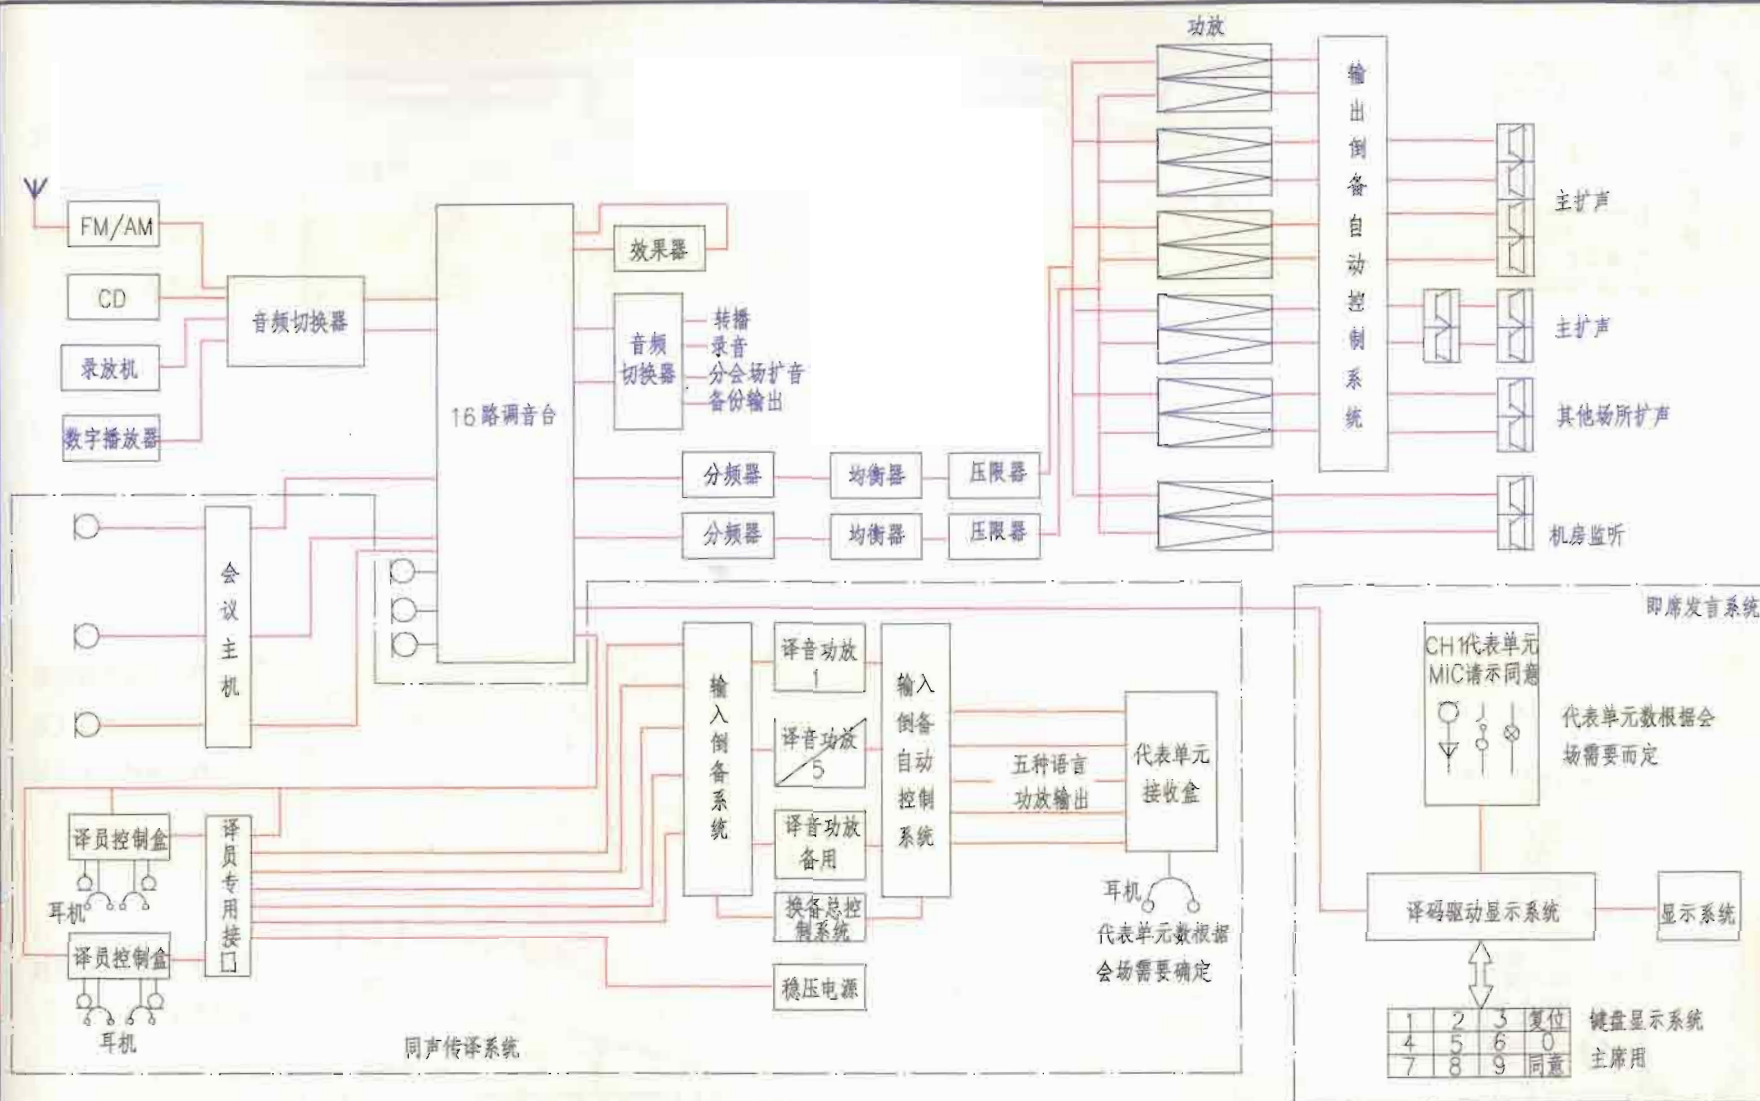 功放
输出倒备自动控制系统
主扩声
主扩声
其他场所扩声
机房监听
FM/AM
CD
录放机
数字播放器
音频切换器
16路调音台
效果器
音频
切换器
转播
录音
分会场扩音
备份输出
分频器
均衡器
压限器
分频器
均衡器
压限器
会议主机
译员控制盒
耳机
译员控制盒
耳机
译员专用接口
输入倒备系统
译音功放
1
译音功放
5
译音功放
备用
换备总控
制系统
稳压电源
输入
倒备
自动
控制
系统
五种语言
功放输出
代表单元
接收盒
耳机
代表单元数根据
会场需要确定
同声传译系统
即席发言系统
CH1代表单元
MIC请示同意
代表单元数根据会
场需要而定
译码驱动显示系统
显示系统
1 2 3 复位
4 5 6 0
7 8 9 同意
键盘显示系统
主席用